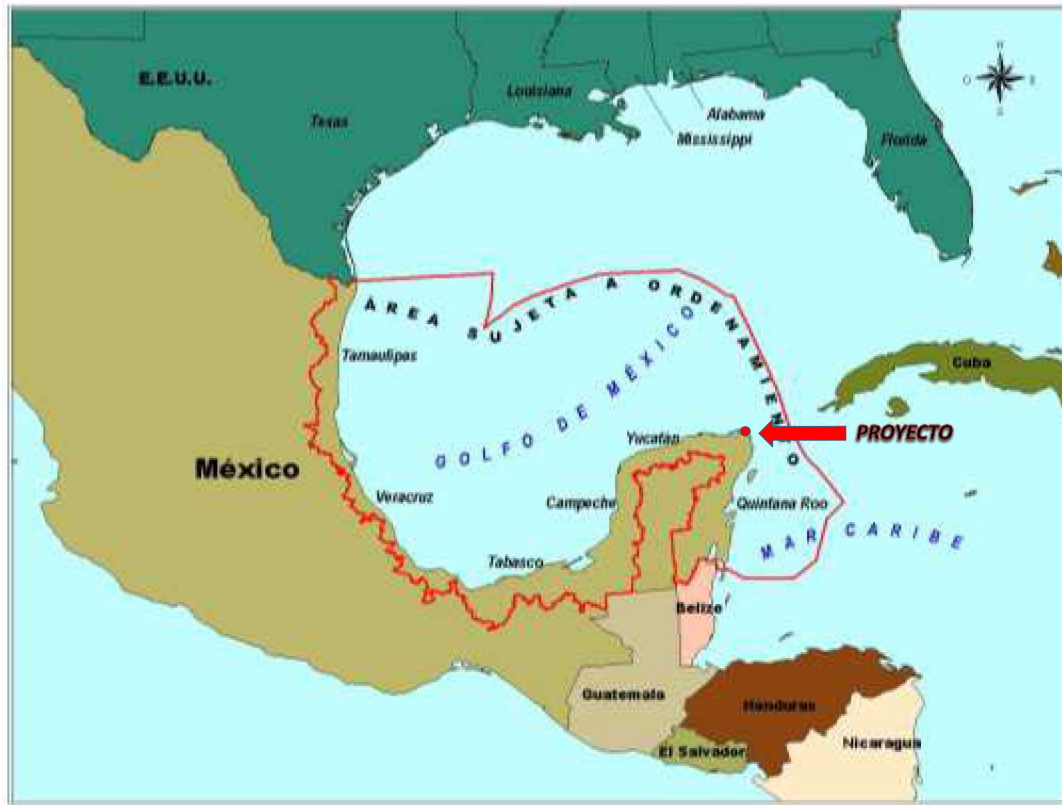 E.E.U.U.
Louisiana
Texas
Alabama
Mississippi
Florida
N
O
E
S
ÁREA SUJETA A ORDENAMIENTO
Tamaulipas
GOLFO DE MÉXICO
Cuba
PROYECTO
Yucatán
México
Veracruz
Campeche
Quintana Roo
MAR CARIBE
Tabasco
Belize
Guatemala
Honduras
Nicaragua
El Salvador